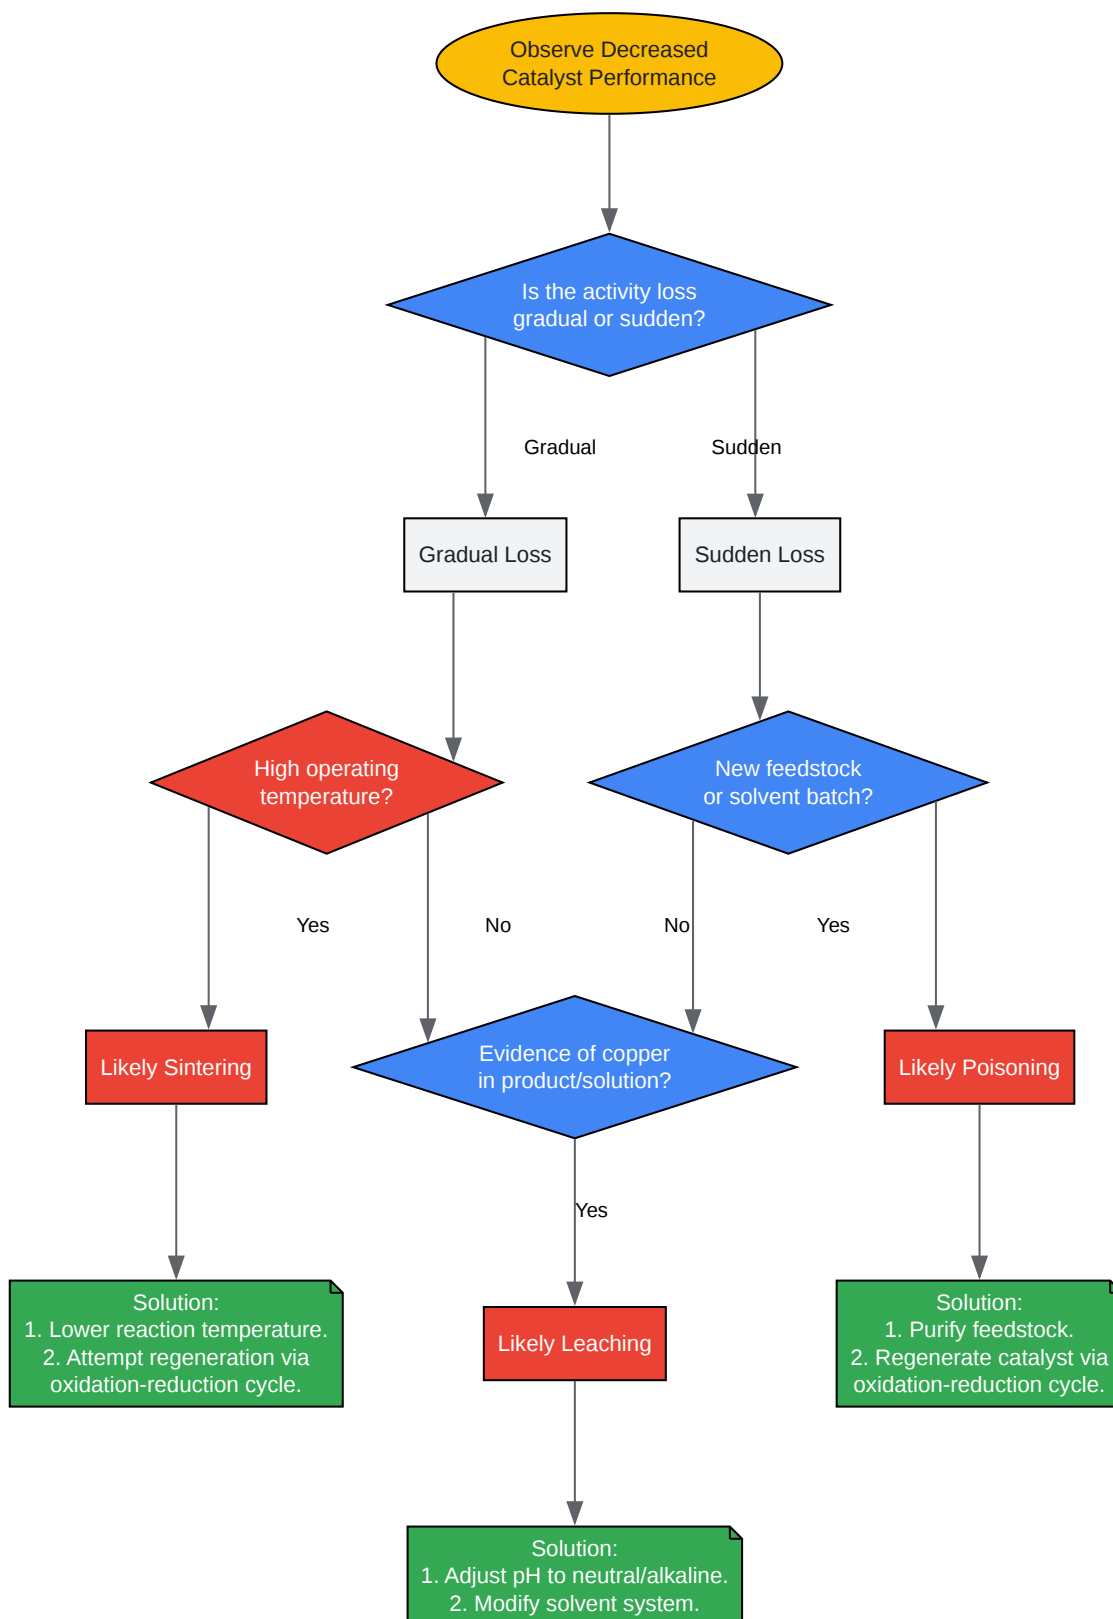 Observe Decreased
Catalyst Performance
Is the activity loss
gradual or sudden?
Gradual
Sudden
Gradual Loss
Sudden Loss
High operating
temperature?
New feedstock
or solvent batch?
Yes
No
No
Yes
Evidence of copper
in product/solution?
Likely Sintering
Likely Poisoning
Yes
Solution:
1. Lower reaction temperature.
2. Attempt regeneration via
oxidation-reduction cycle.
Likely Leaching
Solution:
1. Purify feedstock.
2. Regenerate catalyst via
oxidation-reduction cycle.
Solution:
1. Adjust pH to neutral/alkaline.
2. Modify solvent system.